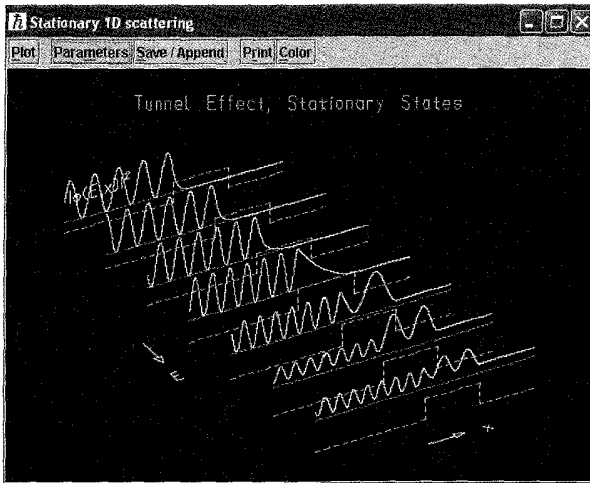 ħ Stationary 1D scattering
Plot Parameters Save / Append Print Color
Tunnel Effect, Stationary States
E
x